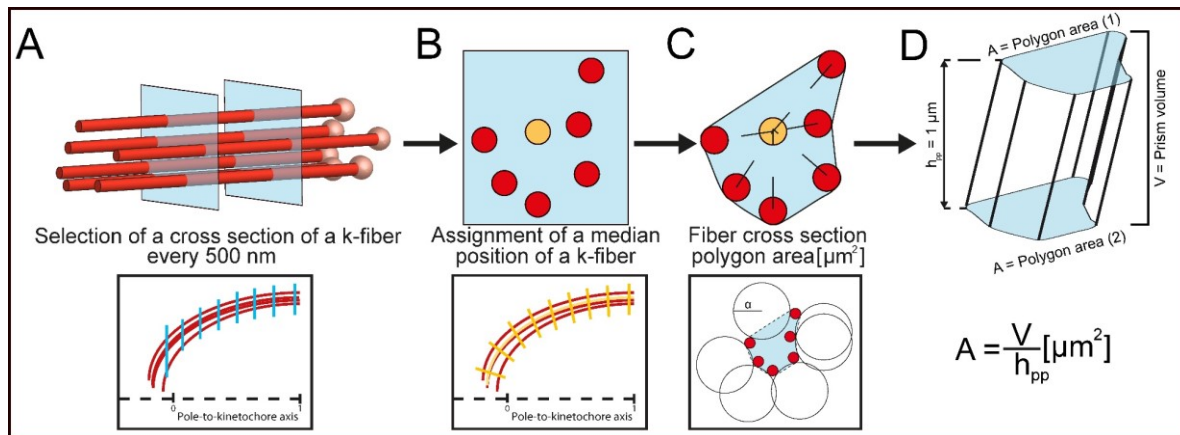 A
B
C
D
Selection of a cross section of a k-fiber
every 500 nm
Assignment of a median
position of a k-fiber
Fiber cross section
polygon area[µm²]
A = Polygon area (1)
h_pp = 1 µm
V = Prism volume
A = Polygon area (2)
0
1
Pole-to-kinetochore axis
0
1
Pole-to-kinetochore axis
α
A = V/h_pp [µm²]